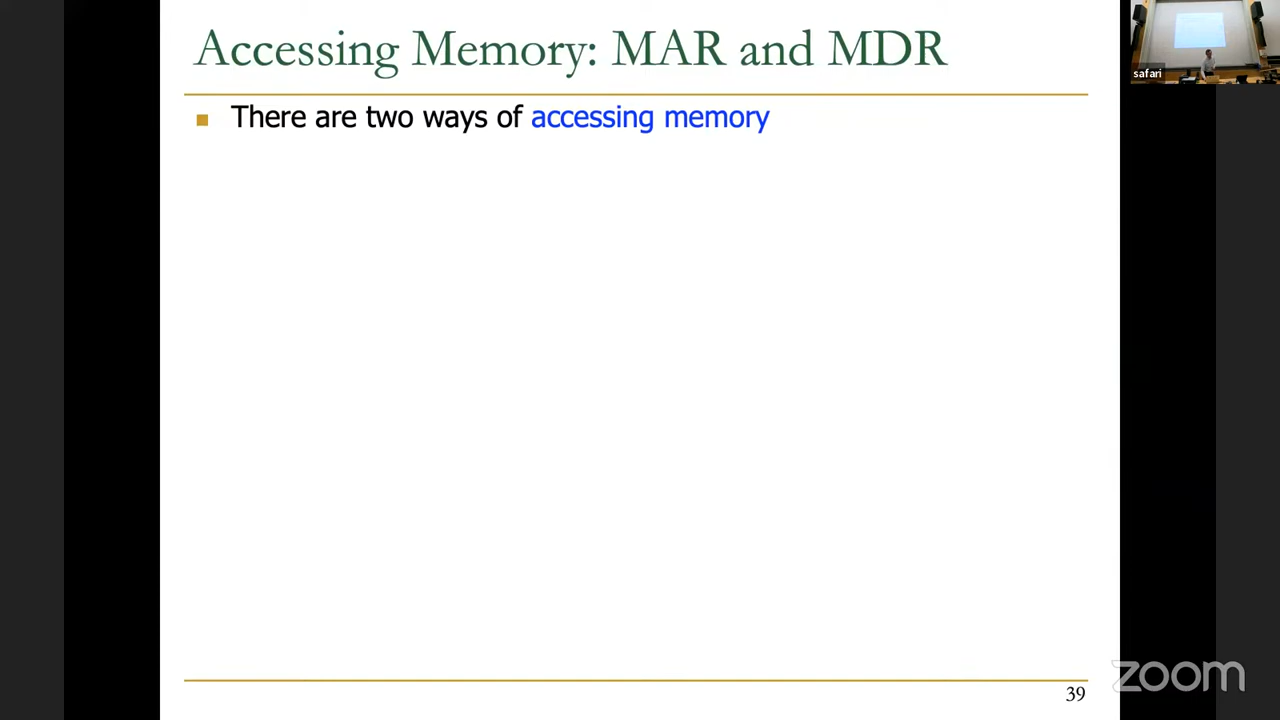 Accessing Memory: MAR and MDR
safari
There are two ways of accessing memory
39
zoom